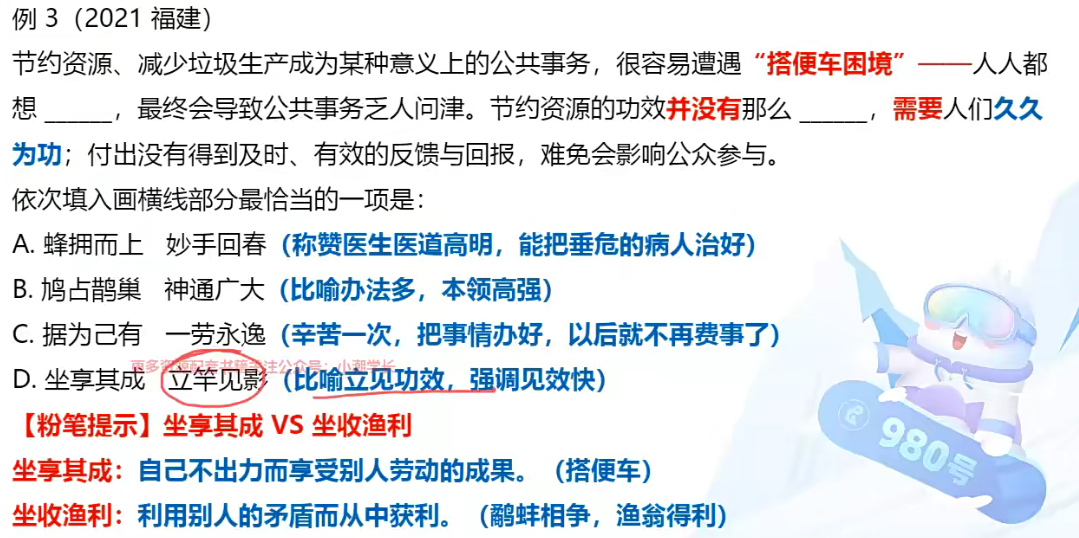 例 3（2021 福建）
节约资源、减少垃圾生产成为某种意义上的公共事务，很容易遭遇“搭便车困境”——人人都
想 ______，最终会导致公共事务乏人问津。节约资源的功效并没有那么 ______，需要人们久久
为功；付出没有得到及时、有效的反馈与回报，难免会影响公众参与。
依次填入画横线部分最恰当的一项是：
A. 蜂拥而上 妙手回春（称赞医生医道高明，能把垂危的病人治好）
B. 鸠占鹊巢 神通广大（比喻办法多，本领高强）
C. 据为己有 一劳永逸（辛苦一次，把事情办好，以后就不再费事了）
更多资源配套书籍关注公众号：小潮学长
D. 坐享其成 立竿见影（比喻立见功效，强调见效快）
【粉笔提示】坐享其成 VS 坐收渔利
坐享其成：自己不出力而享受别人劳动的成果。（搭便车）
坐收渔利：利用别人的矛盾而从中获利。（鹬蚌相争，渔翁得利）
980号